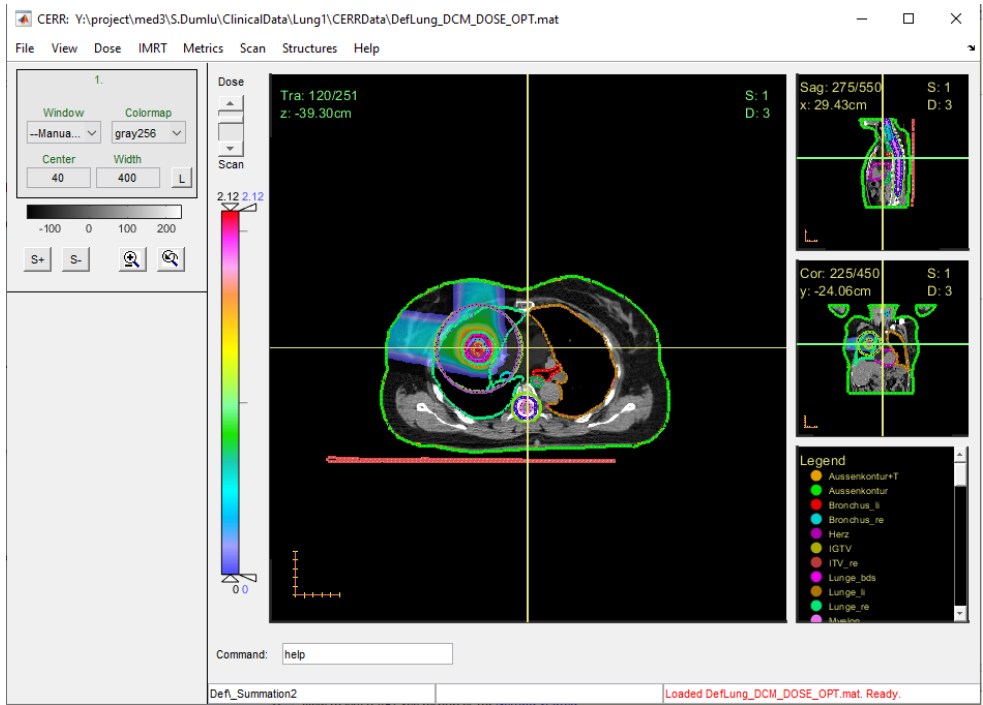 CERR: Y:\project\med3\S.Dumlu\ClinicalData\Lung1\CERRData\DefLung_DCM_DOSE_OPT.mat
File View Dose IMRT Metrics Scan Structures Help
1.
Window Colormap
--Manua... gray256
Center Width
40 400 L
-100 0 100 200
S+ S-
Dose
Scan
2.12 2.12
0 0
Tra: 120/251
z: -39.30cm
S: 1
D: 3
Sag: 275/550 S: 1
x: 29.43cm D: 3
Cor: 225/450 S: 1
y: -24.06cm D: 3
Legend
Aussenkontur+T
Aussenkontur
Bronchus_li
Bronchus_re
Herz
IGTV
ITV_re
Lunge_bds
Lunge_li
Lunge_re
Myelon
Command: help
Def\_Summation2
Loaded DefLung_DCM_DOSE_OPT.mat. Ready.